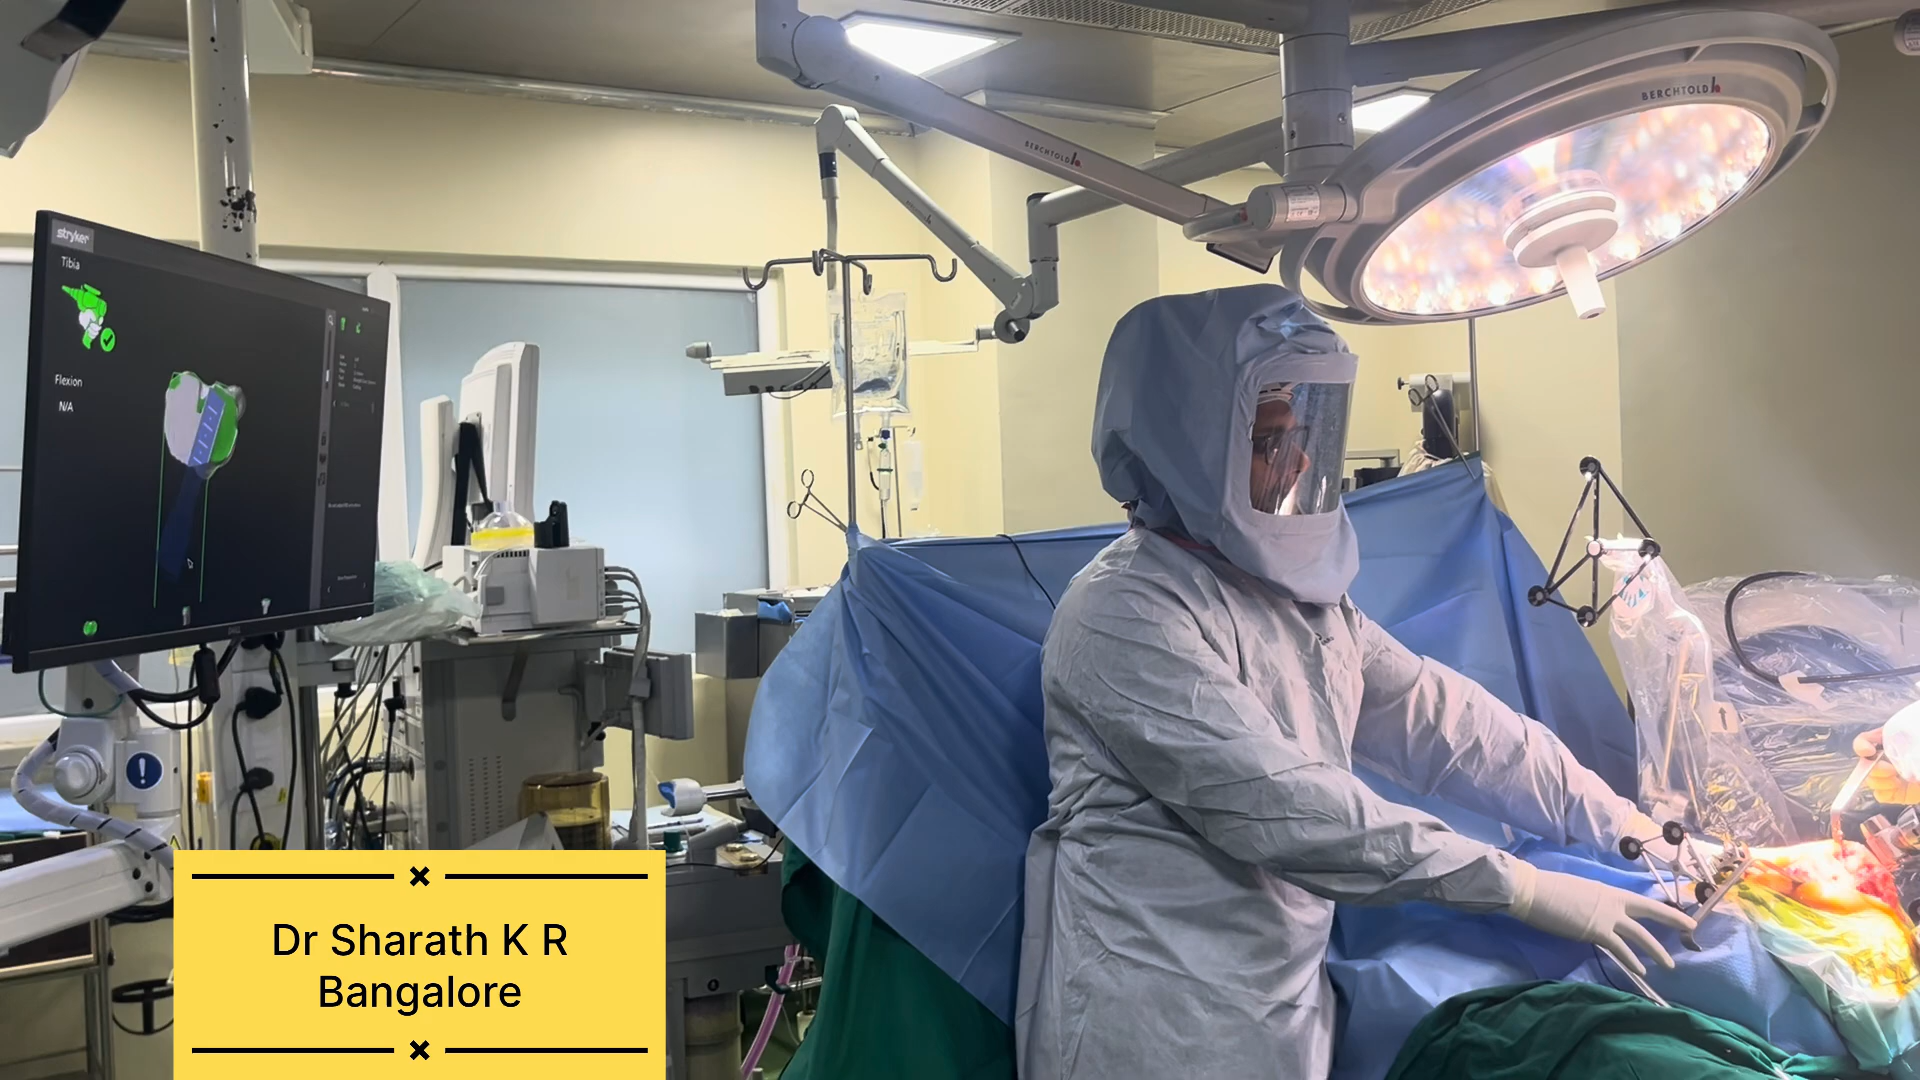 BERCHTOLD
BERCHTOLD
stryker
Tibia
Flexion
N/A
Dr Sharath K R
Bangalore